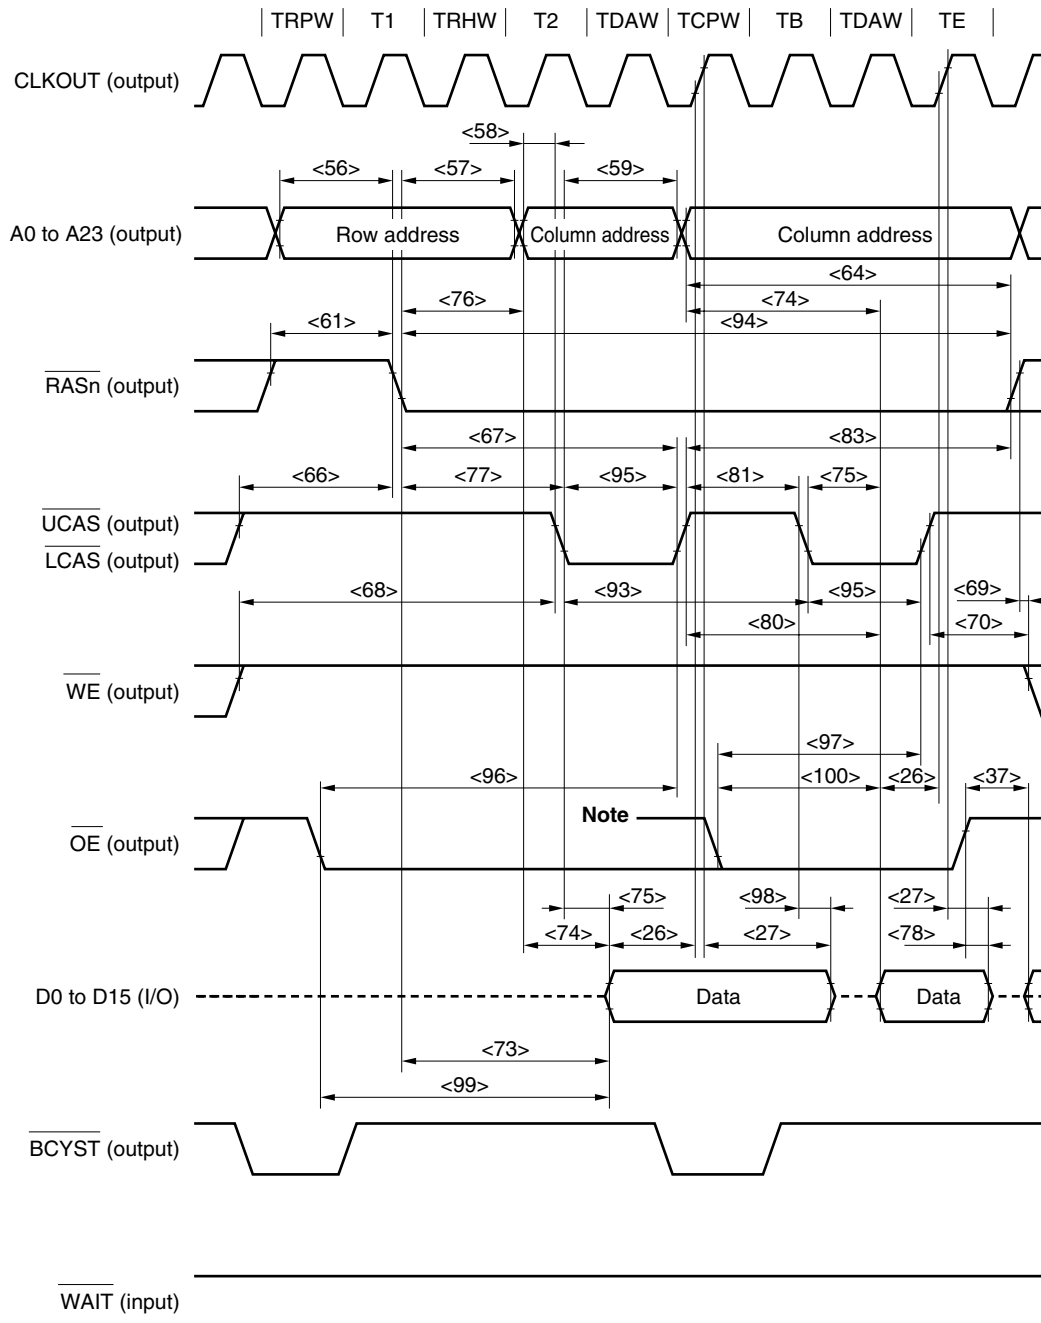 TRPW T1 TRHW T2 TDAW TCPW TB TDAW TE
CLKOUT (output)
<58>
<56> <57> <59>
A0 to A23 (output) Row address Column address Column address
<64>
<76> <74>
<61> <94>
RASn (output)
<67> <83>
<66> <77> <95> <81> <75>
UCAS (output)
LCAS (output)
<68> <93> <95> <69>
<80> <70>
WE (output)
<97>
<96> <100> <26> <37>
Note
OE (output)
<75> <98> <27>
<74> <26> <27> <78>
D0 to D15 (I/O) Data Data
<73>
<99>
BCYST (output)
WAIT (input)